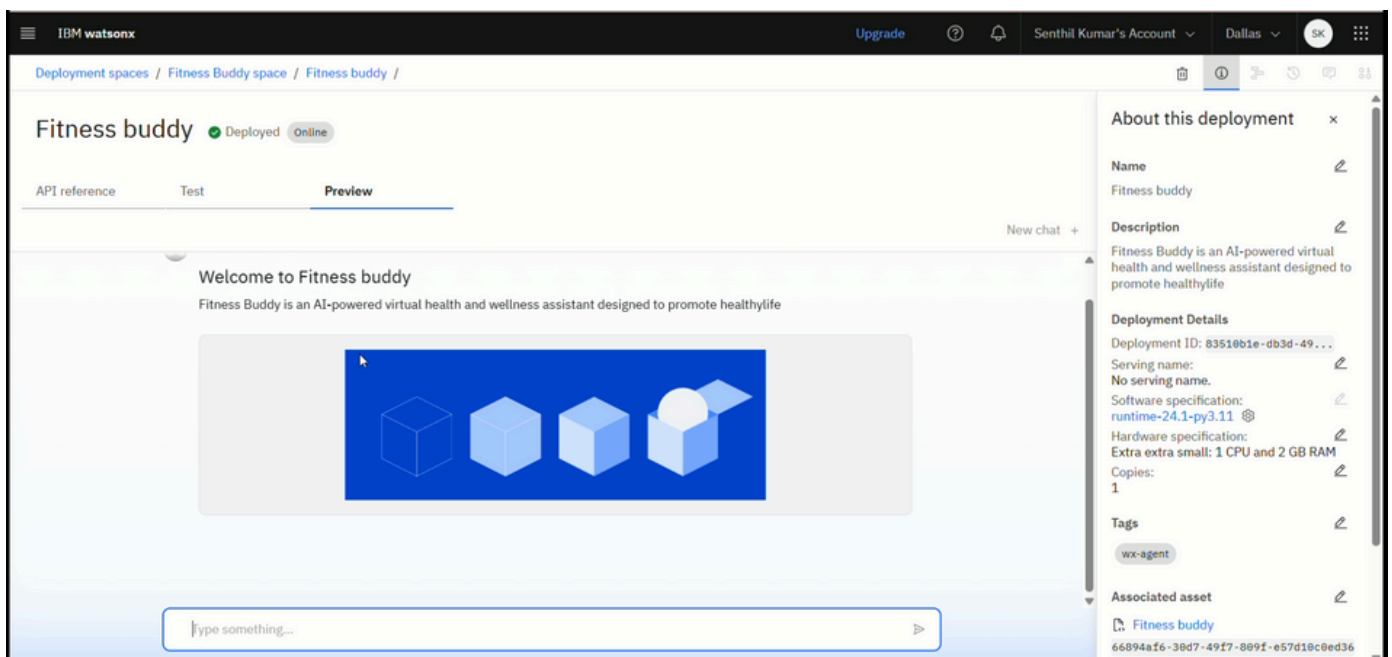 IBM watsonx
Upgrade
Senthil Kumar's Account
Dallas
SK
Deployment spaces / Fitness Buddy space / Fitness buddy /
Fitness buddy
Deployed
Online
API reference
Test
Preview
New chat +
Welcome to Fitness buddy
Fitness Buddy is an AI-powered virtual health and wellness assistant designed to promote healthylife
Type something...
About this deployment
Name
Fitness buddy
Description
Fitness Buddy is an AI-powered virtual
health and wellness assistant designed to
promote healthylife
Deployment Details
Deployment ID: 83510b1e-db3d-49...
Serving name:
No serving name.
Software specification:
runtime-24.1-py3.11
Hardware specification:
Extra extra small: 1 CPU and 2 GB RAM
Copies:
1
Tags
wx-agent
Associated asset
Fitness buddy
66894af6-30d7-49f7-809f-e57d10c0ed36